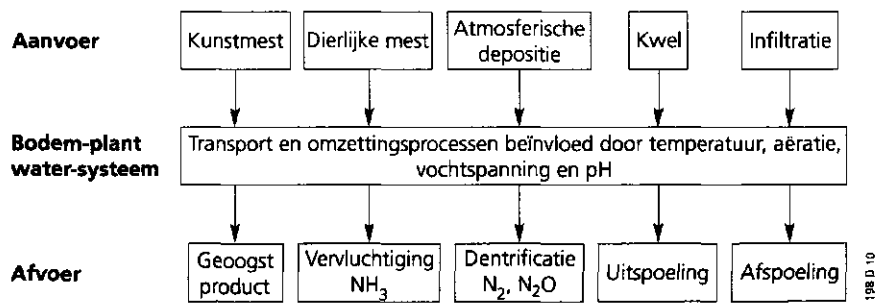 Aanvoer
Kunstmest
Dierlijke mest
Atmosferische
depositie
Kwel
Infiltratie
Bodem-plant
water-systeem
Transport en omzettingsprocessen beïnvloed door temperatuur, aëratie,
vochtspanning en pH
Afvoer
Geoogst
product
Vervluchtiging
NH₃
Dentrificatie
N₂, N₂O
Uitspoeling
Afspoeling
198 D 10